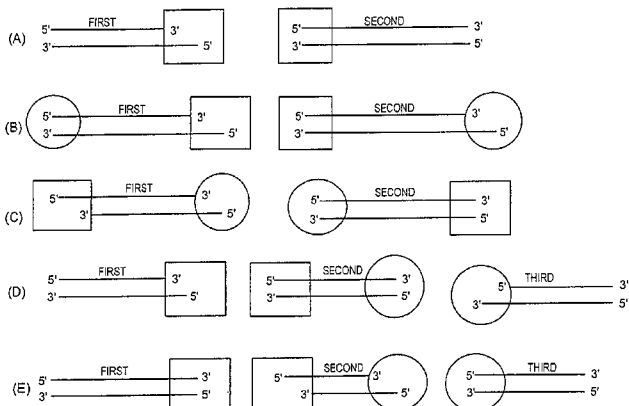 (A) 5' FIRST 3' 5' SECOND 3'
3' 5' 3' 5'
(B) 5' FIRST 3' 5' SECOND 3'
3' 5' 3' 5'
(C) 5' FIRST 3' 5' SECOND 3'
3' 5' 3' 5'
(D) 5' FIRST 3' 5' SECOND 3' 5' THIRD 3'
3' 5' 3' 5' 3' 5'
(E) 5' FIRST 3' 5' SECOND 3' 5' THIRD 3'
3' 5' 3' 5' 3' 5'